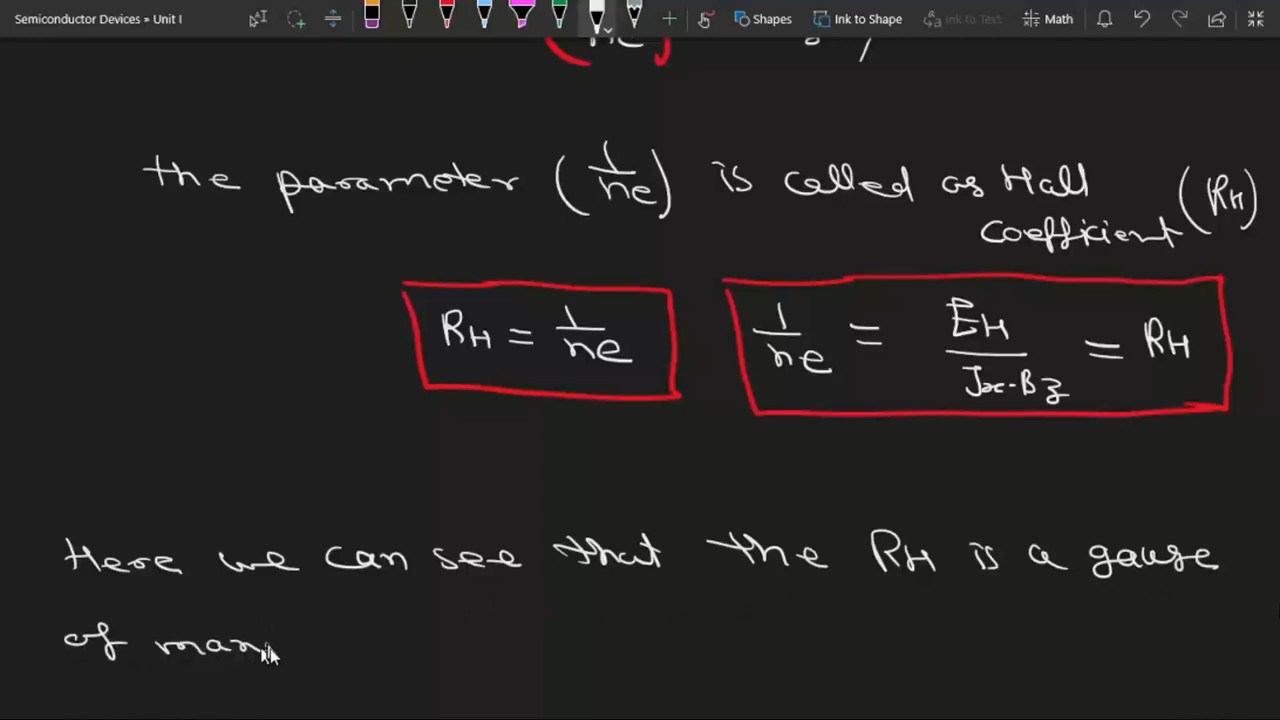 Semiconductor Devices » Unit I
Shapes
Ink to Shape
Ink to Text
Math
ne
the parameter (1/ne) is called as Hall coefficient (RH)
RH = 1/ne
1/ne = EH/Jx·Bz = RH
Here we can see that the RH is a gauge
of man